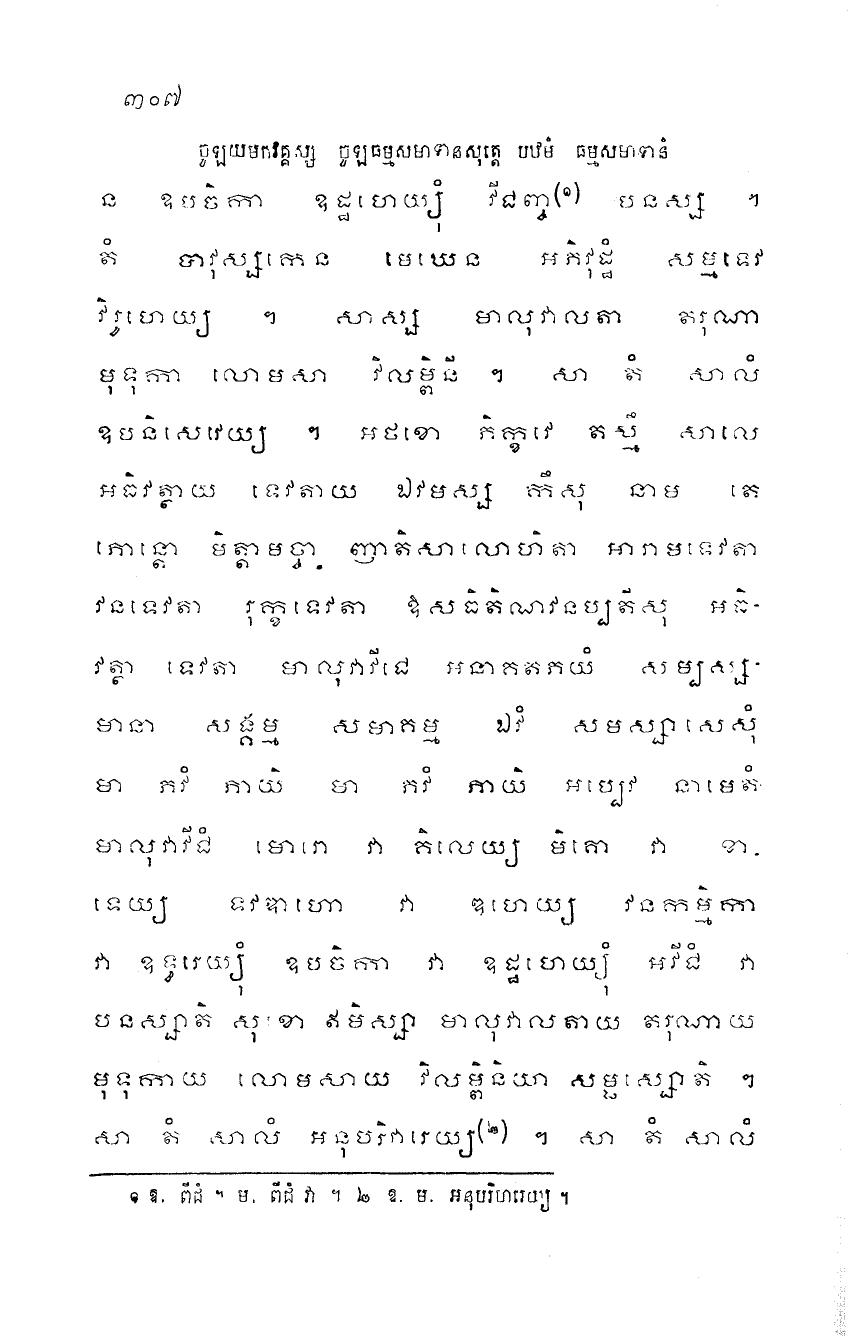 ៣០៧
ចូឡយមកវគ្គស្ស ចូឡធម្មសមាទានសុត្តេ បឋមំ ធម្មសមាទានំ
ន ឧបចិកា ឧដ្ឋហេយ្យុំ វីជញ្ច(១) បនស្ស ។
តំ បាវុស្សកេន មេឃេន អភិវុដ្ឋំ សម្មទេវ
វិរូហេយ្យ ។ សាស្ស មាលុវាលតា តរុណា
មុទុកា លោមសា វិលម្ពិនី ។ សា តំ សាលំ
ឧបនិសេវេយ្យ ។ អថខោ ភិក្ខវេ តស្មឹ សាលេ
អធិវត្ថាយ ទេវតាយ ឯវមស្ស កឹសុ នាម តេ
ភោន្តោ មិត្តាមច្ចា ញាតិសាលោហិតា អារាមទេវតា
វនទេវតា រុក្ខទេវតា ឱសធិតិណវនប្បតីសុ អធិ-
វត្ថា ទេវតា មាលុវាវីជេ អនាគតភយំ សម្បស្ស-
មានា សង្គម្ម សមាគម្ម ឯវំ សមស្សាសេសុំ
មា ភវំ ភាយិ មា ភវំ ភាយិ អប្បេវ នាមេតំ
មាលុវាវីជំ មោរោ វា គិលេយ្យ មិគោ វា ខា-
ទេយ្យ ទវឌាហោ វា ឌហេយ្យ វនកម្មិកា
វា ឧទ្ធរេយ្យុំ ឧបចិកា វា ឧដ្ឋហេយ្យុំ អវីជំ វា
បនស្សាតិ សុខា ឥមិស្សា មាលុវាលតាយ តរុណាយ
មុទុកាយ លោមសាយ វិលម្ពិនិយា សម្ផស្សោតិ ។
សា តំ សាលំ អនុបរិវារេយ្យ(២) ។ សា តំ សាលំ
១ ឱ. ពីជំ ។ ម. ពីជំ វា ។ ២ ឱ. ម. អនុបរិហរេយ្យ ។